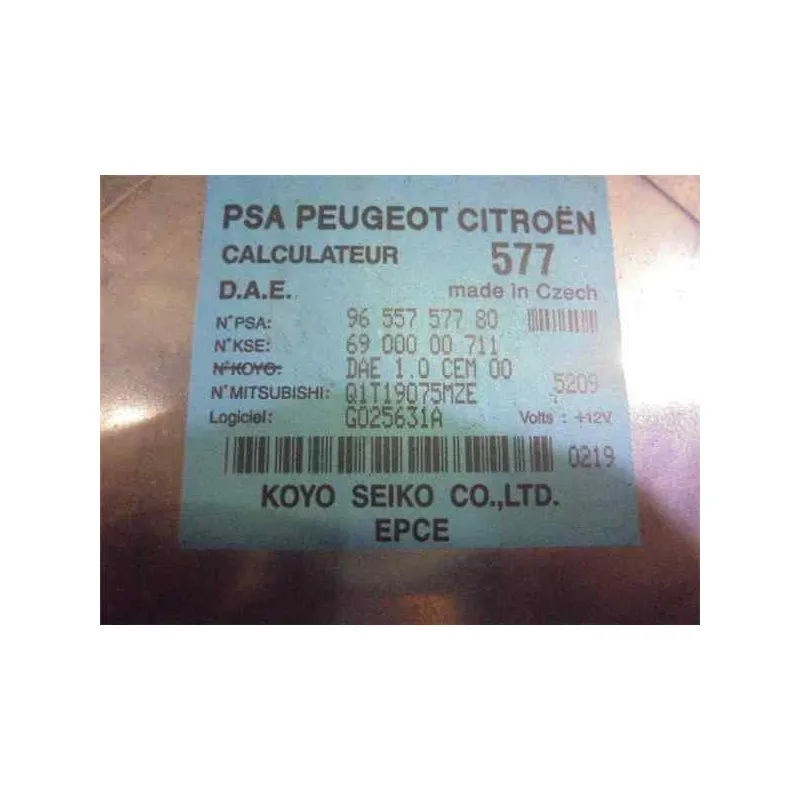 PSA PEUGEOT CITROËN
CALCULATEUR 577
D.A.E. made in Czech
N°PSA: 96 557 577 80
N°KSE: 69 000 00 711
N°KOYO: DAE 1.0 CEM 00
N°MITSUBISHI: Q1T19075MZE 5209
Logiciel: G025631A Volts : +12V
0219
KOYO SEIKO CO.,LTD.
EPCE